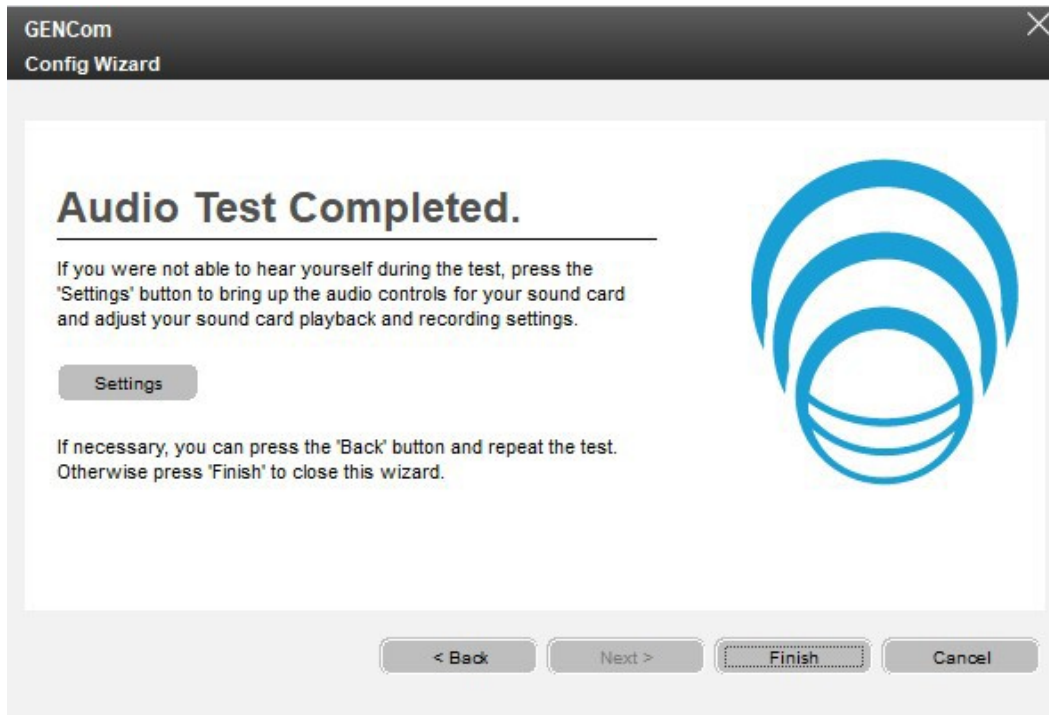 GENCom
Config Wizard
Audio Test Completed.
If you were not able to hear yourself during the test, press the
'Settings' button to bring up the audio controls for your sound card
and adjust your sound card playback and recording settings.
Settings
If necessary, you can press the 'Back' button and repeat the test.
Otherwise press 'Finish' to close this wizard.
< Back
Next >
Finish
Cancel